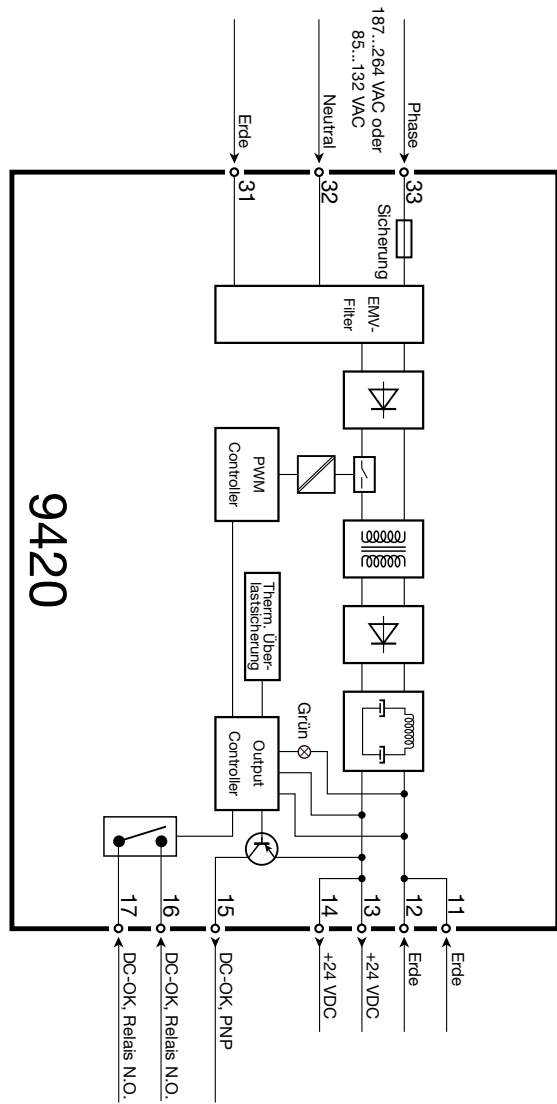 11
Erde
Phase
33
12
Erde
187...264 VAC oder
85...132 VAC
Sicherung
EMV-
Filter
13
+24 VDC
Neutral
32
14
+24 VDC
Grün
Therm. Über-
lastsicherung
PWM
Controller
Output
Controller
Erde
31
15
DC-OK, PNP
16
DC-OK, Relais N.O.
17
DC-OK, Relais N.O.
9420